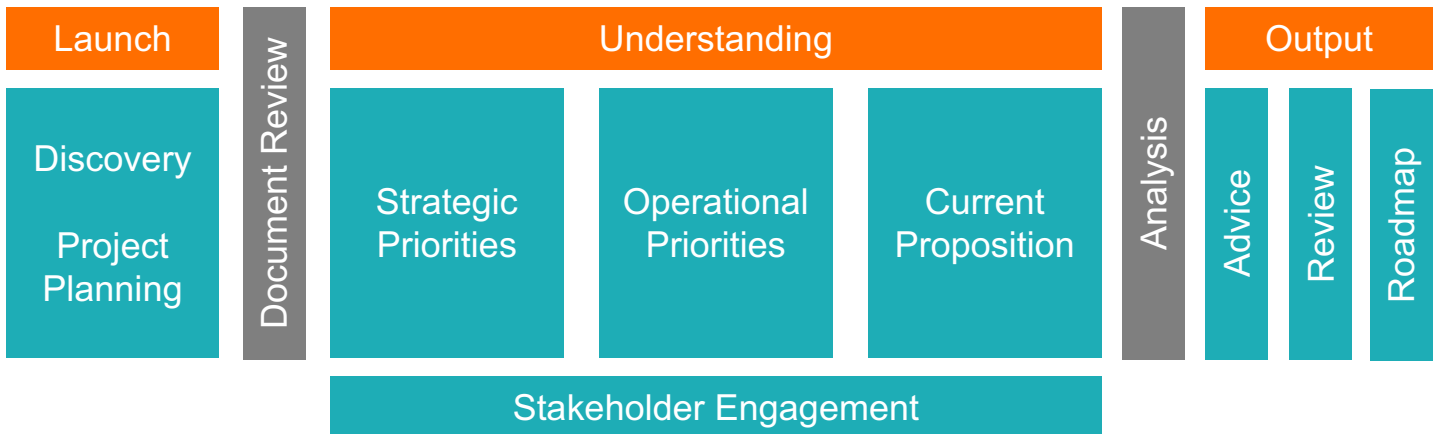 Launch
Discovery
Project
Planning
Document Review
Understanding
Strategic
Priorities
Operational
Priorities
Current
Proposition
Stakeholder Engagement
Analysis
Output
Advice
Review
Roadmap